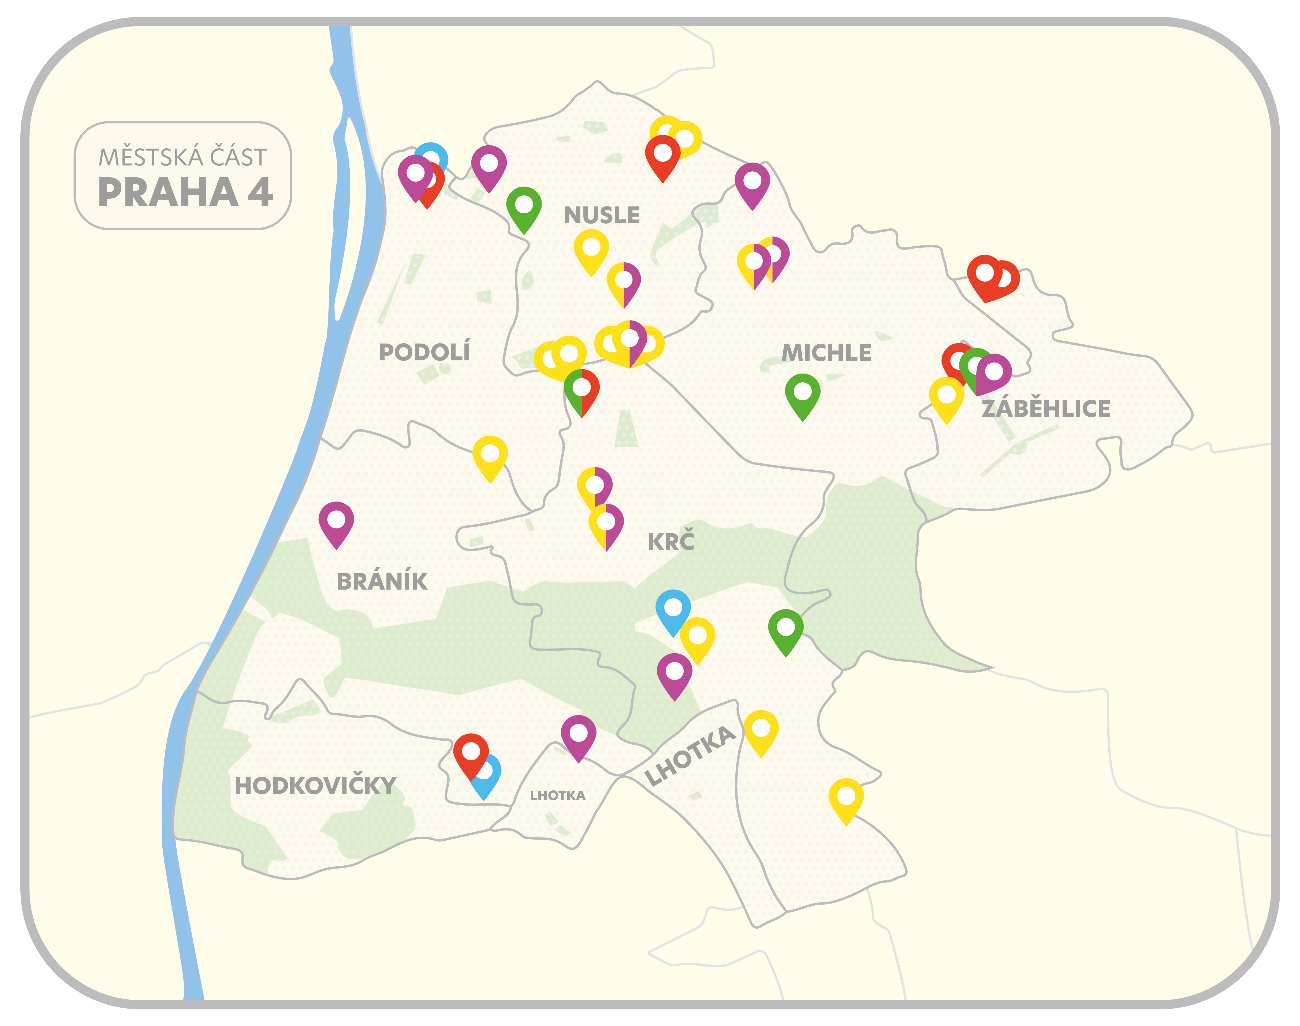 MĚSTSKÁ ČÁST
PRAHA 4
NUSLE
PODOLÍ
MICHLE
ZÁBĚHLICE
KRČ
BRÁNÍK
LHOTKA
HODKOVIČKY
LHOTKA